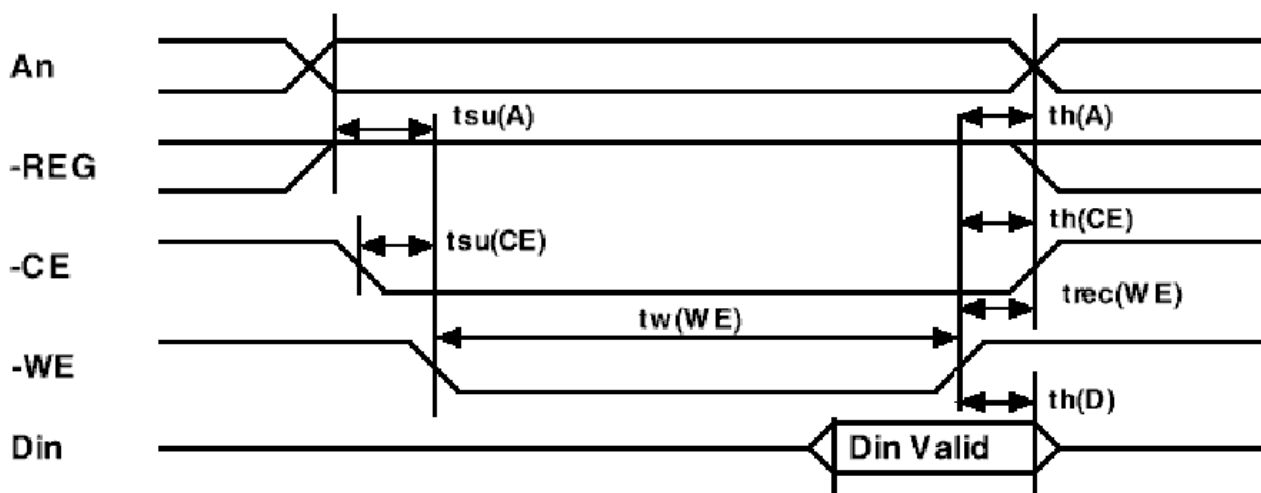 An
tsu(A)
th(A)
-REG
th(CE)
tsu(CE)
-CE
trec(WE)
tw(WE)
-WE
th(D)
Din
Din Valid